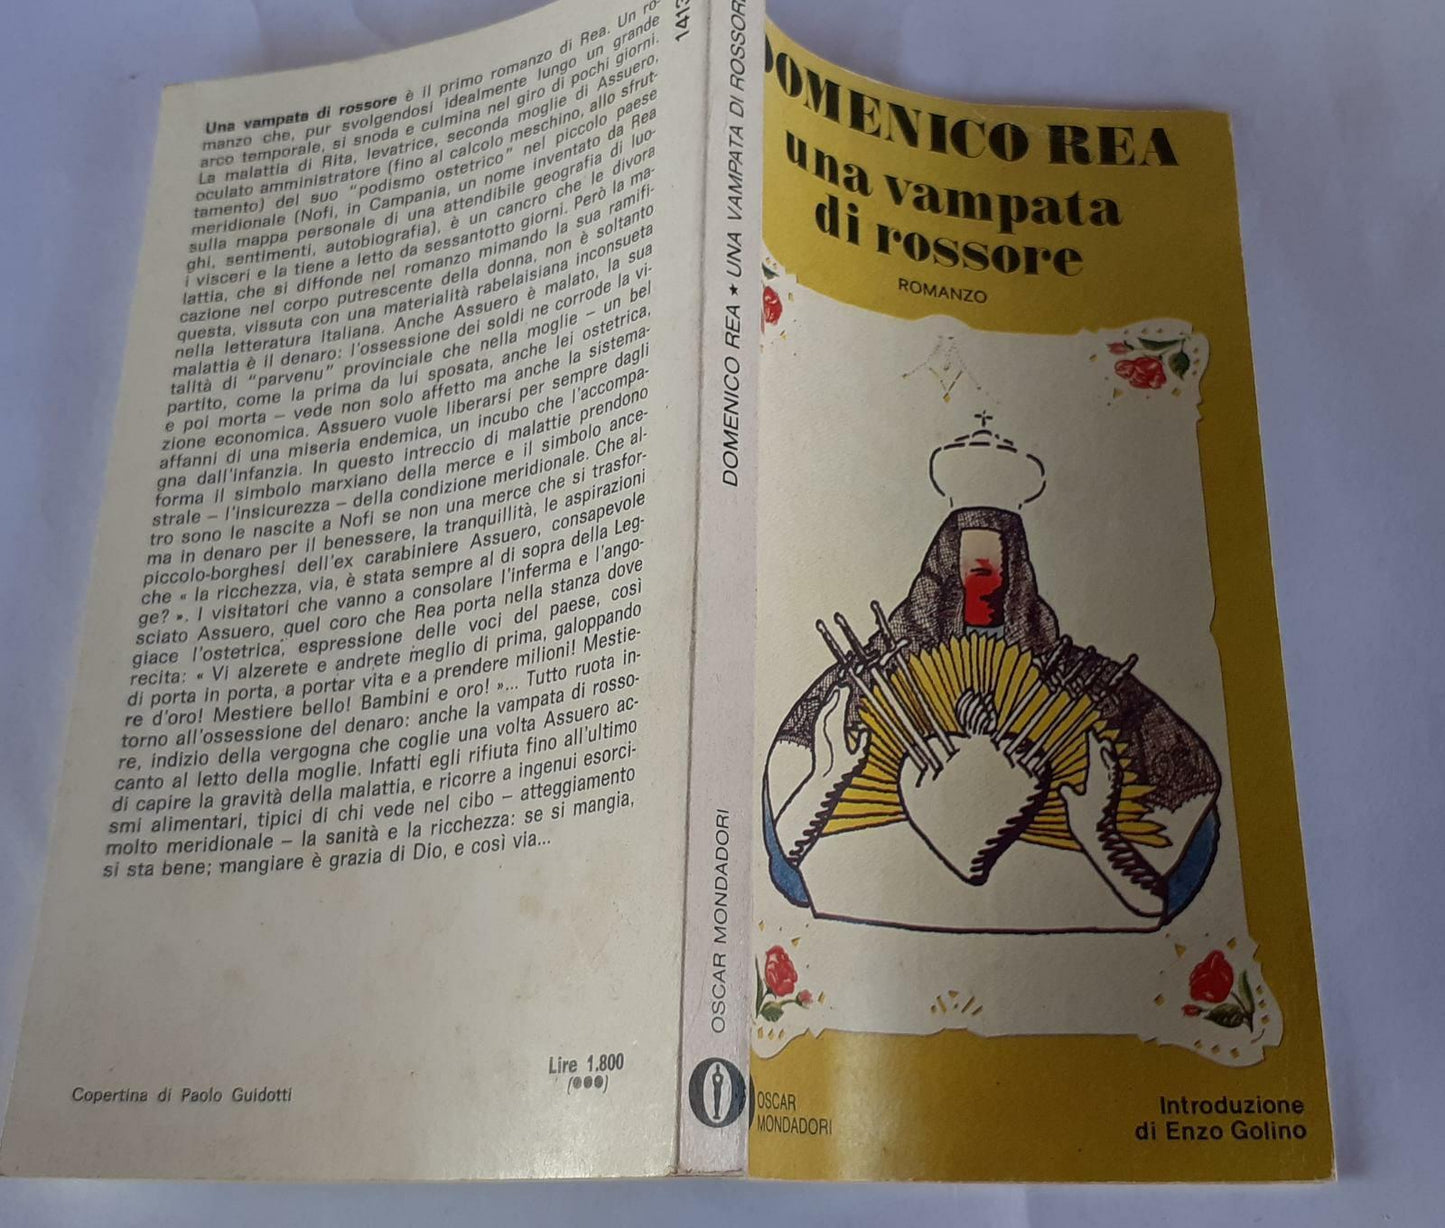 Una vampata di rossore è il primo romanzo di Rea. Un ro-
manzo che, pur svolgendosi idealmente lungo un grande
arco temporale, si snoda e culmina nel giro di pochi giorni.
La malattia di Rita, levatrice, seconda moglie di Assuero,
oculato amministratore (fino al calcolo meschino, allo sfrut-
tamento) del suo "podismo ostetrico" nel piccolo paese
meridionale (Nofi, in Campania, un nome inventato da Rea
sulla mappa personale di una attendibile geografia di luo-
ghi, sentimenti, autobiografia), è un cancro che le divora
i visceri e la tiene a letto da sessantotto giorni. Però la ma-
lattia, che si diffonde nel romanzo mimando la sua ramifi-
cazione nel corpo putrescente della donna, non è soltanto
questa, vissuta con una materialità rabelaisiana inconsueta
nella letteratura italiana. Anche Assuero è malato, la sua
malattia è il denaro: l'ossessione dei soldi ne corrode la vi-
talità di "parvenu" provinciale che nella moglie – un bel
partito, come la prima da lui sposata, anche lei ostetrica,
e poi morta – vede non solo affetto ma anche la sistema-
zione economica. Assuero vuole liberarsi per sempre dagli
affanni di una miseria endemica, un incubo che l'accompa-
gna dall'infanzia. In questo intreccio di malattie prendono
forma il simbolo marxiano della merce e il simbolo ance-
strale – l'insicurezza – della condizione meridionale. Che al-
tro sono le nascite a Nofi se non una merce che si trasfor-
ma in denaro per il benessere, la tranquillità, le aspirazioni
piccolo-borghesi dell'ex carabiniere Assuero, consapevole
che « la ricchezza, via, è stata sempre al di sopra della Leg-
ge? ». I visitatori che vanno a consolare l'inferma e l'ango-
sciato Assuero, quel coro che Rea porta nella stanza dove
giace l'ostetrica, espressione delle voci del paese, così
recita: « Vi alzerete e andrete meglio di prima, galoppando
di porta in porta, a portar vita e a prendere milioni! Mestie-
re d'oro! Mestiere bello! Bambini e oro! »... Tutto ruota in-
torno all'ossessione del denaro: anche la vampata di rosso-
re, indizio della vergogna che coglie una volta Assuero ac-
canto al letto della moglie. Infatti egli rifiuta fino all'ultimo
di capire la gravità della malattia, e ricorre a ingenui esorci-
smi alimentari, tipici di chi vede nel cibo – atteggiamento
molto meridionale – la sanità e la ricchezza: se si mangia,
si sta bene; mangiare è grazia di Dio, e così via...
Lire 1.800
(●●●)
Copertina di Paolo Guidotti
1413
DOMENICO REA ★ UNA VAMPATA DI ROSSORE
OSCAR MONDADORI
DOMENICO REA
una vampata
di rossore
ROMANZO
OSCAR
MONDADORI
Introduzione
di Enzo Golino